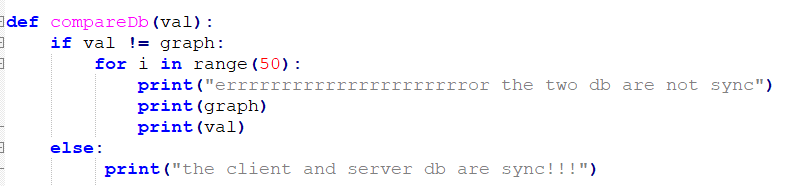 def compareDb(val):
    if val != graph:
        for i in range(50):
            print("errrrrrrrrrrrrrrrrrrrrrror the two db are not sync")
            print(graph)
            print(val)
    else:
         print("the client and server db are sync!!!")